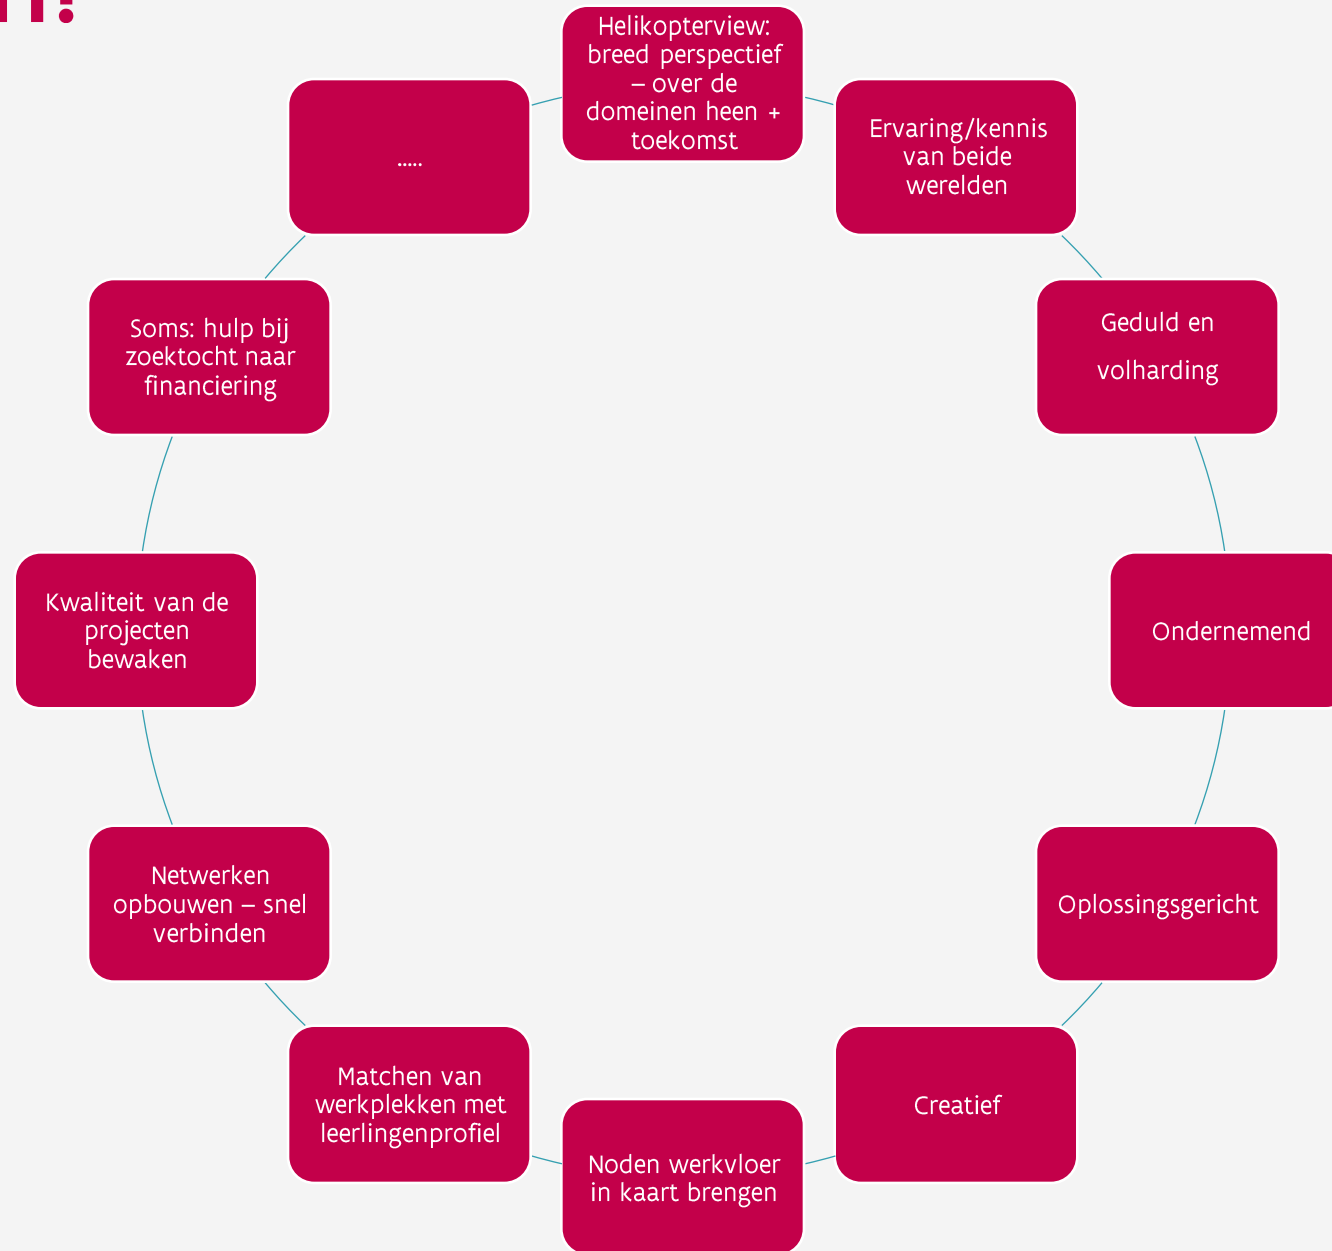 Helikopterview:
breed perspectief
– over de
domeinen heen +
toekomst
Ervaring/kennis
van beide
werelden
Geduld en
volharding
Ondernemend
Oplossingsgericht
Creatief
Noden werkvloer
in kaart brengen
Matchen van
werkplekken met
leerlingenprofiel
Netwerken
opbouwen – snel
verbinden
Kwaliteit van de
projecten
bewaken
Soms: hulp bij
zoektocht naar
financiering
.....